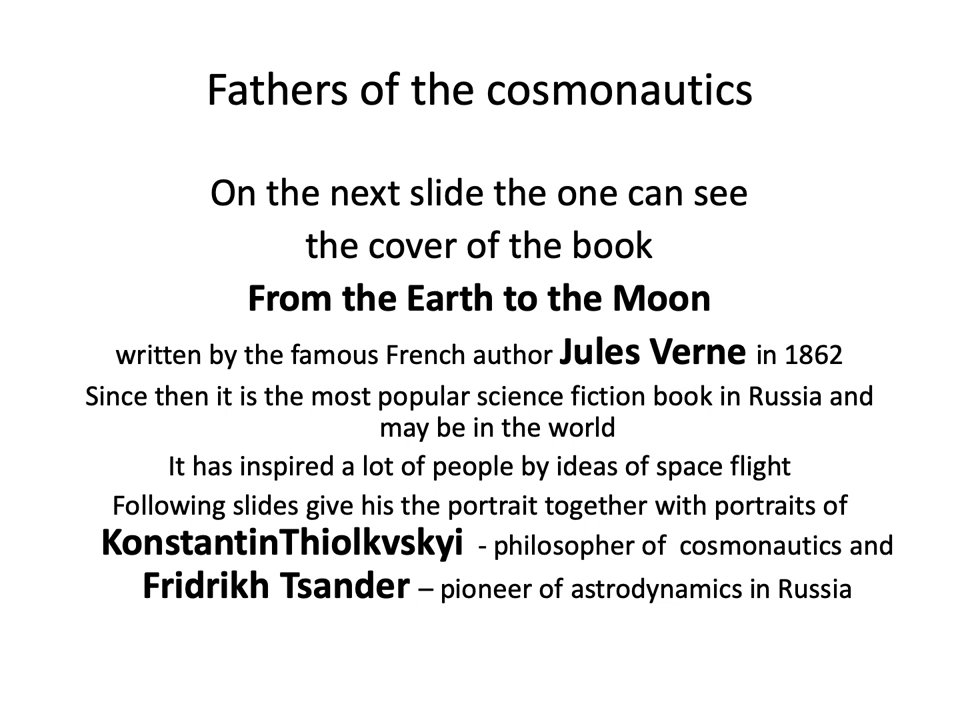 Fathers of the cosmonautics
On the next slide the one can see
the cover of the book
From the Earth to the Moon
written by the famous French author Jules Verne in 1862
Since then it is the most popular science fiction book in Russia and
may be in the world
It has inspired a lot of people by ideas of space flight
Following slides give his the portrait together with portraits of
KonstantinThiolkvskyi - philosopher of cosmonautics and
Fridrikh Tsander – pioneer of astrodynamics in Russia